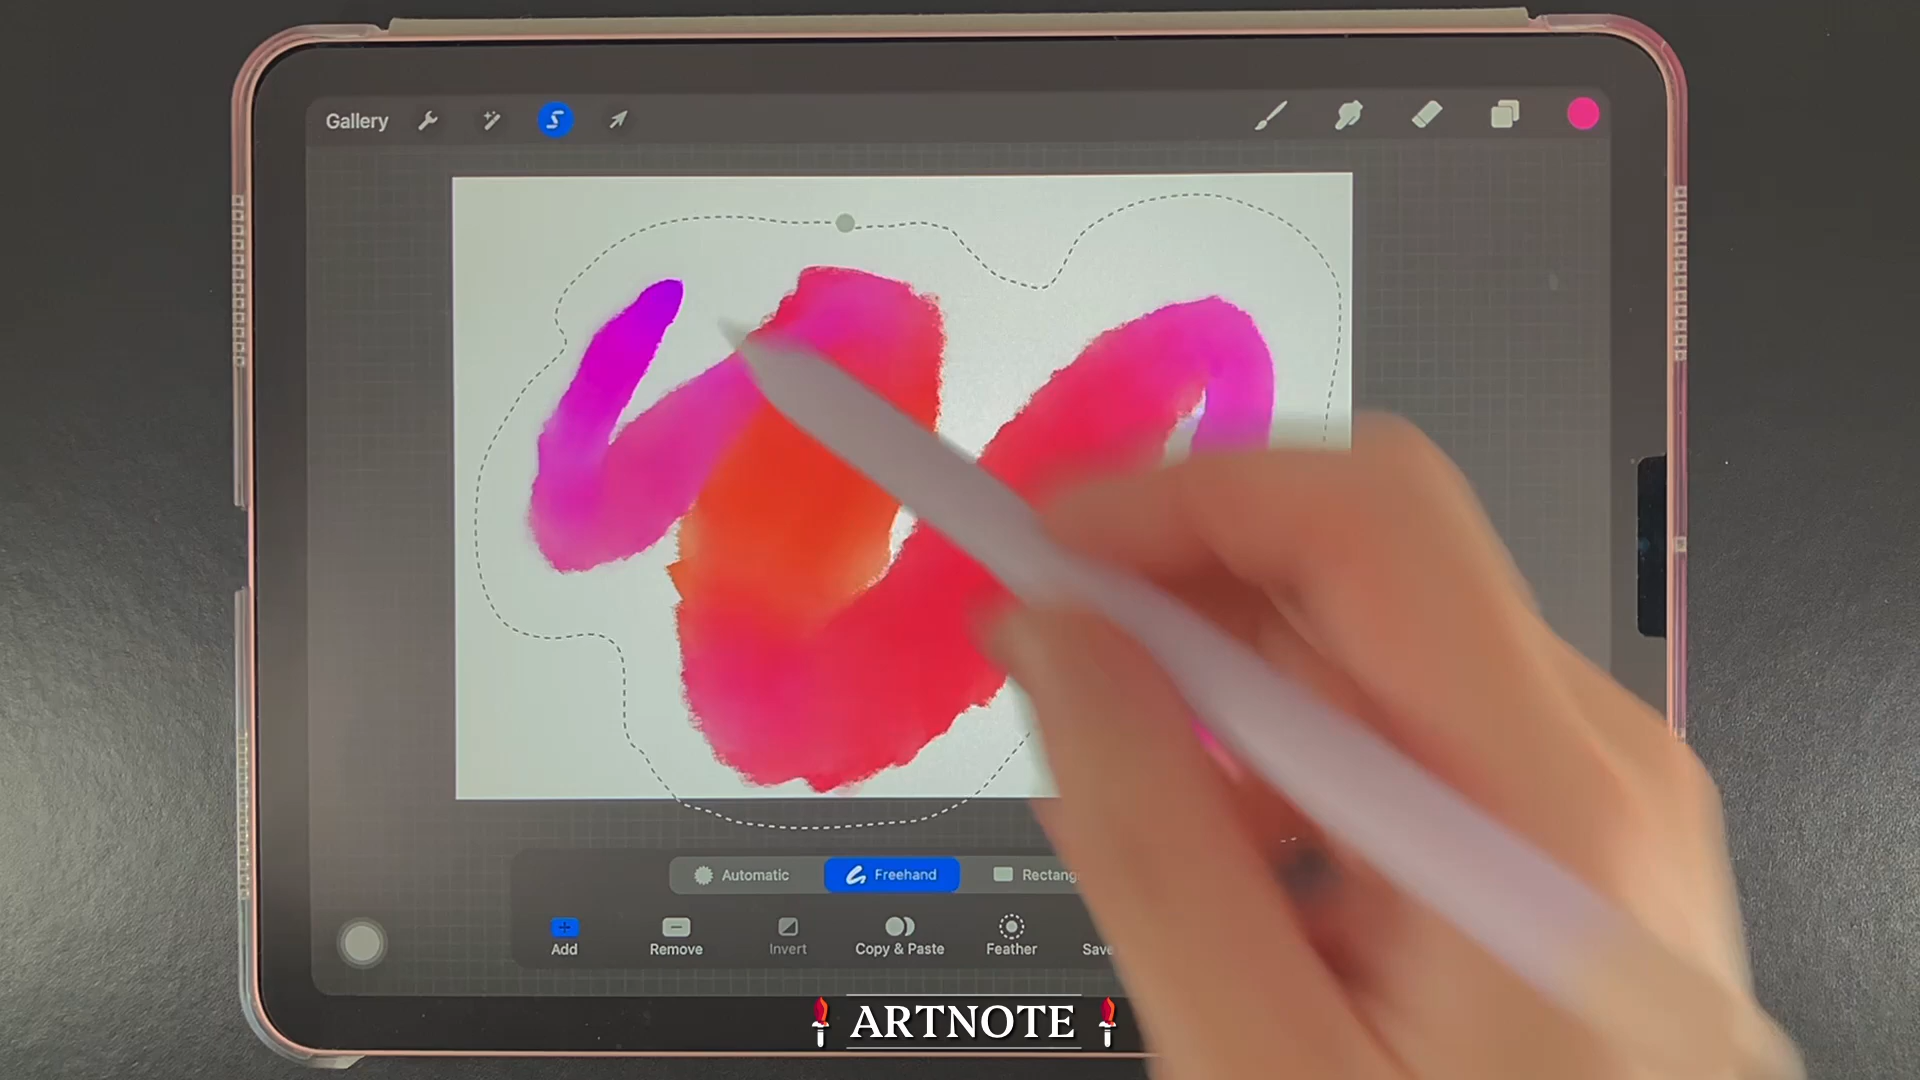 Gallery
Automatic
Freehand
Rectang
Add
Remove
Invert
Copy & Paste
Feather
Save
ARTNOTE